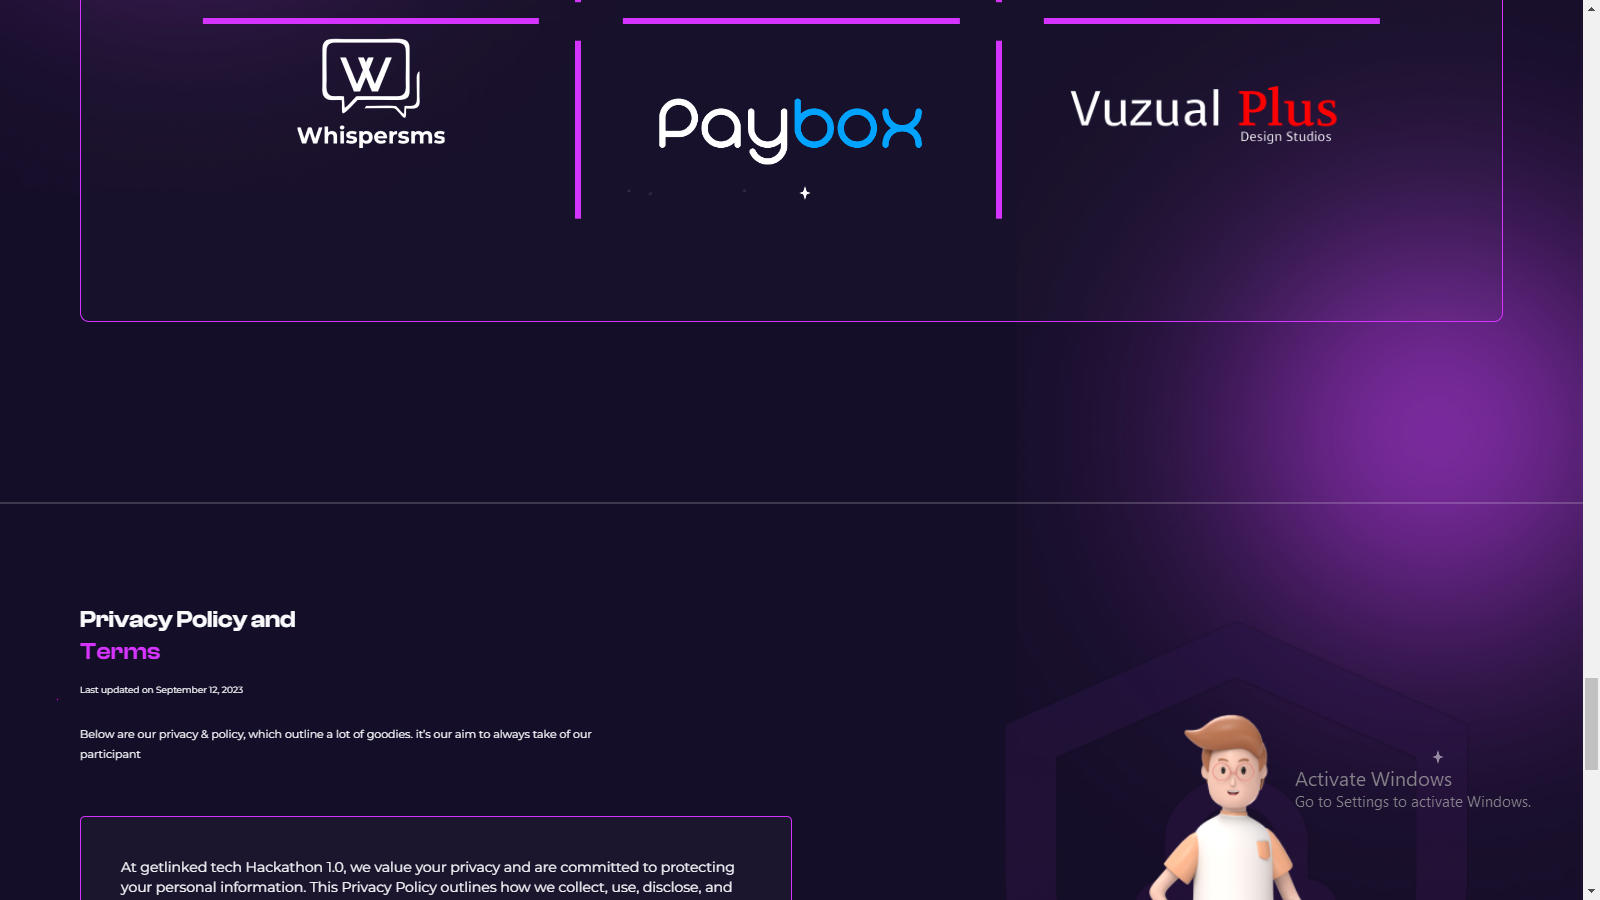 W
Whispersms
Paybox
Vuzual Plus
Design Studios
Privacy Policy and
Terms
Last updated on September 12, 2023
Below are our privacy & policy, which outline a lot of goodies. it's our aim to always take of our
participant
Activate Windows
Go to Settings to activate Windows.
At getlinked tech Hackathon 1.0, we value your privacy and are committed to protecting
your personal information. This Privacy Policy outlines how we collect, use, disclose, and